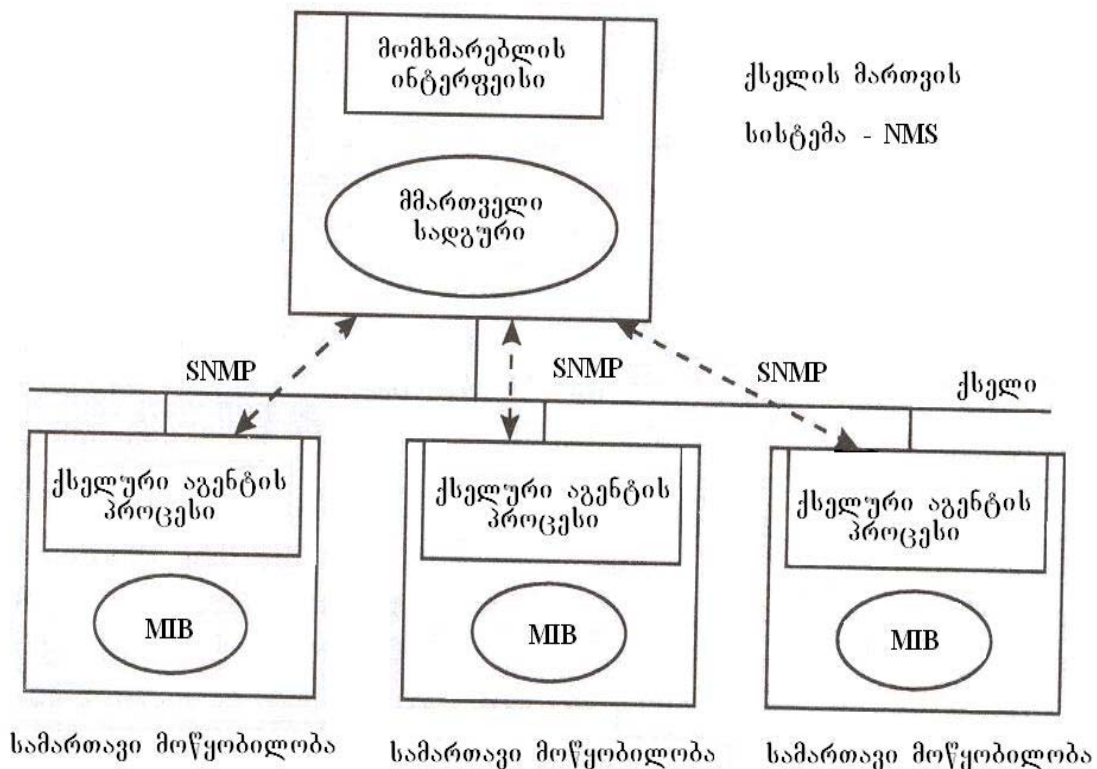 მომხმარებლის
ინტერფეისი
ქსელის მართვის
სისტემა - NMS
მმართველი
სადგური
SNMP
SNMP
SNMP
ქსელი
ქსელური აგენტის
პროცესი
ქსელური აგენტის
პროცესი
ქსელური აგენტის
პროცესი
MIB
MIB
MIB
სამართავი მოწყობილობა
სამართავი მოწყობილობა
სამართავი მოწყობილობა